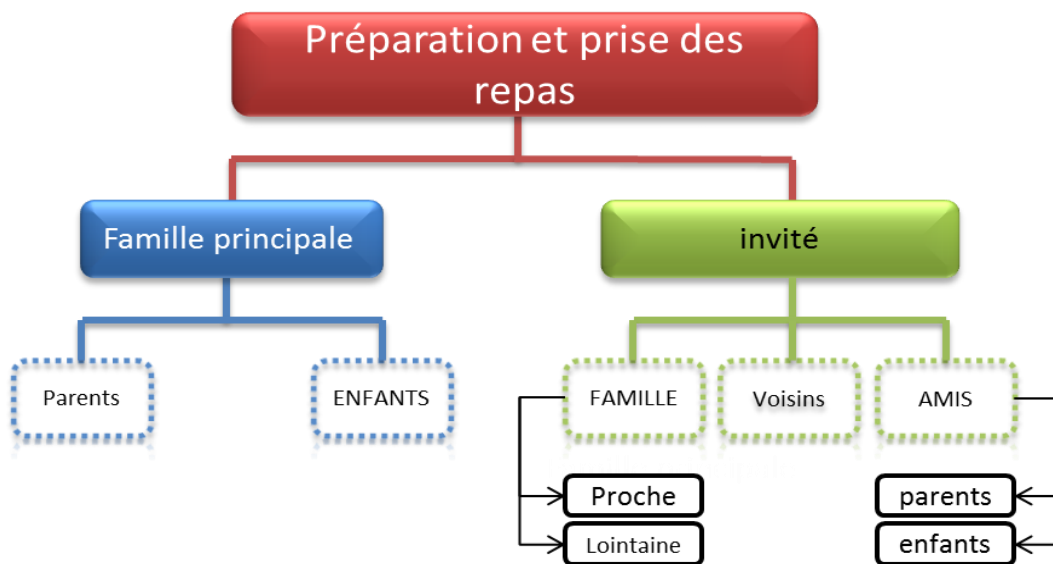 Préparation et prise des
repas
Famille principale
invité
Parents
ENFANTS
FAMILLE
Voisins
AMIS
Proche
parents
Lointaine
enfants